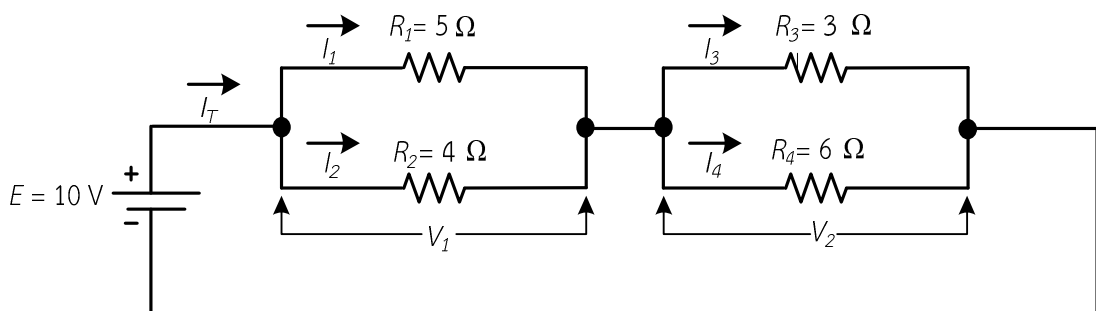 R1= 5 Ω
R3= 3 Ω
I1
I3
IT
R2= 4 Ω
R4= 6 Ω
I2
I4
+
E = 10 V
-
V1
V2